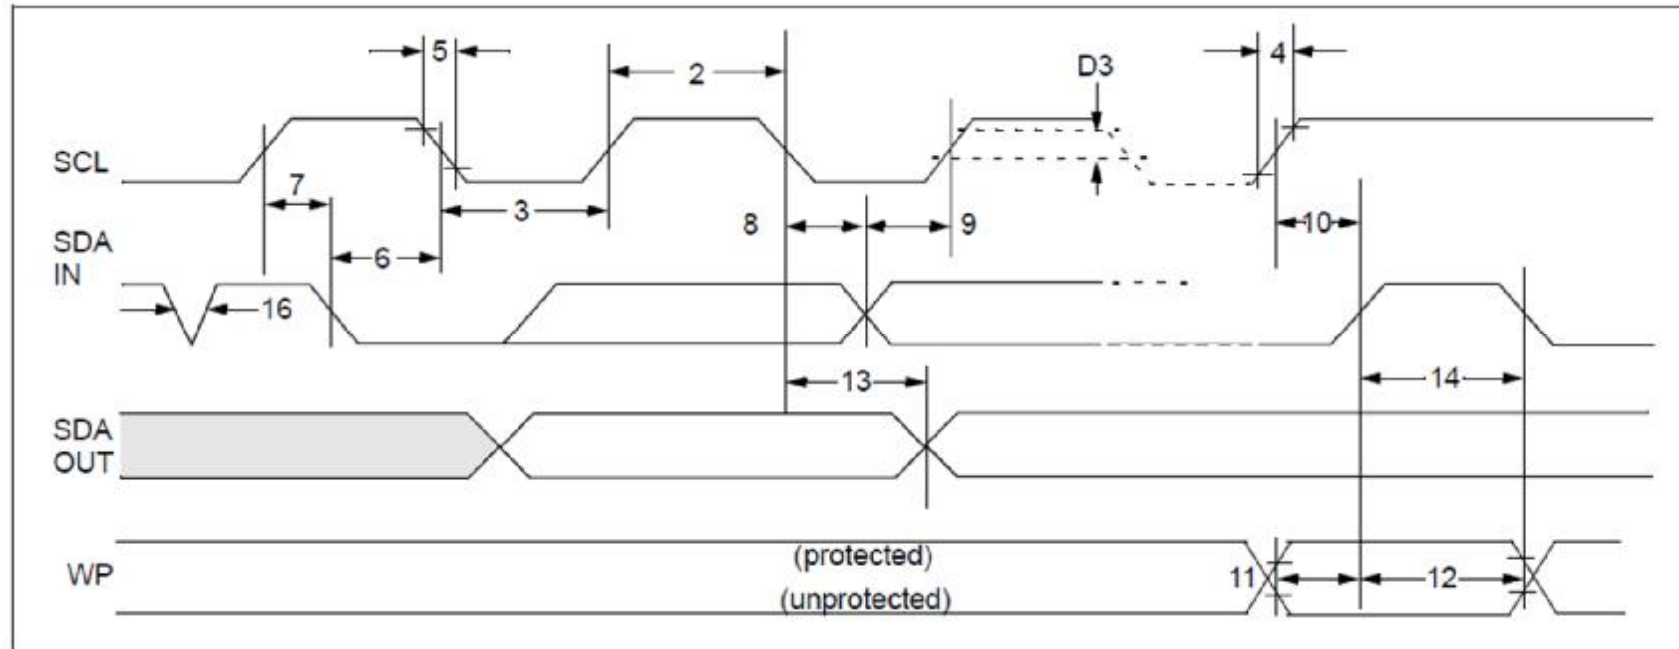 5
2
D3
4
SCL
7
3
8
9
10
SDA
IN
6
16
13
14
SDA
OUT
(protected)
WP
11
12
(unprotected)